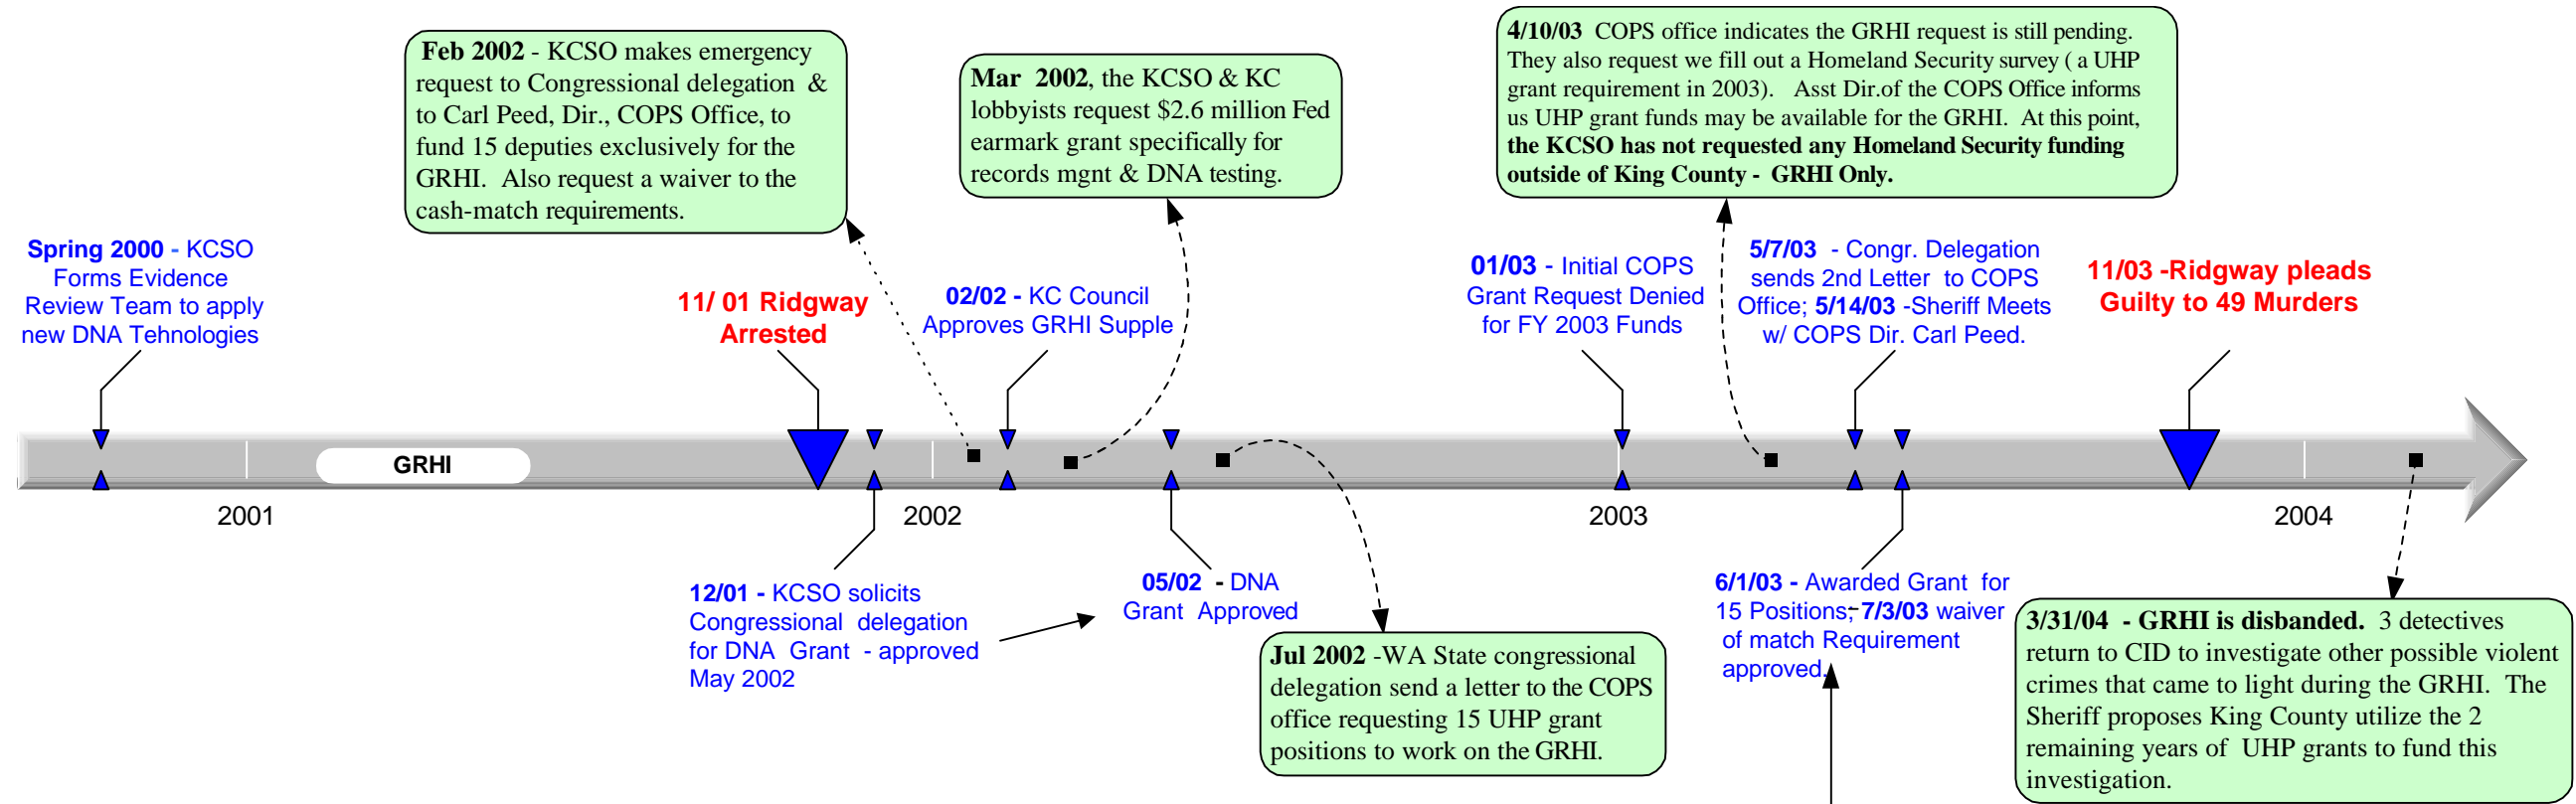 Feb 2002 - KCSO makes emergency
request to Congressional delegation &
to Carl Peed, Dir., COPS Office, to
fund 15 deputies exclusively for the
GRHI. Also request a waiver to the
cash-match requirements.
Mar 2002, the KCSO & KC
lobbyists request $2.6 million Fed
earmark grant specifically for
records mgnt & DNA testing.
4/10/03 COPS office indicates the GRHI request is still pending.
They also request we fill out a Homeland Security survey ( a UHP
grant requirement in 2003). Asst Dir.of the COPS Office informs
us UHP grant funds may be available for the GRHI. At this point,
the KCSO has not requested any Homeland Security funding
outside of King County - GRHI Only.
Spring 2000 - KCSO
Forms Evidence
Review Team to apply
new DNA Tehnologies
11/ 01 Ridgway
Arrested
02/02 - KC Council
Approves GRHI Supple
01/03 - Initial COPS
Grant Request Denied
for FY 2003 Funds
5/7/03 - Congr. Delegation
sends 2nd Letter to COPS
Office; 5/14/03 -Sheriff Meets
w/ COPS Dir. Carl Peed.
11/03 -Ridgway pleads
Guilty to 49 Murders
GRHI
2001
2002
2003
2004
12/01 - KCSO solicits
Congressional delegation
for DNA Grant - approved
May 2002
05/02 - DNA
Grant Approved
Jul 2002 -WA State congressional
delegation send a letter to the COPS
office requesting 15 UHP grant
positions to work on the GRHI.
6/1/03 - Awarded Grant for
15 Positions; 7/3/03 waiver
of match Requirement
approved.
3/31/04 - GRHI is disbanded. 3 detectives
return to CID to investigate other possible violent
crimes that came to light during the GRHI. The
Sheriff proposes King County utilize the 2
remaining years of UHP grants to fund this
investigation.